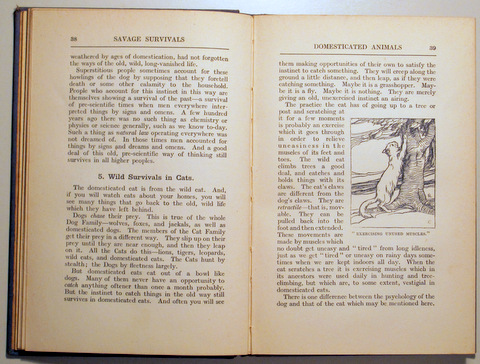 38 SAVAGE SURVIVALS
weathered by ages of domestication, had not forgotten
the ways of the old, wild, long-vanished life.
Superstitious people sometimes account for these
howlings of the dog by supposing that they foretell
death or some other calamity to the household.
People who account for this instinct in this way are
themselves showing a survival of the past—a survival
of pre-scientific times when men everywhere inter-
preted things by signs and omens. A few hundred
years ago there was no such thing as chemistry or
physics or science generally, such as we know to-day.
Such a thing as natural law operating everywhere was
not dreamed of. In those times men accounted for
things by signs and dreams and omens. And a good
deal of this old, pre-scientific way of thinking still
survives in all higher peoples.
5. Wild Survivals in Cats.
The domesticated cat is from the wild cat. And,
if you will watch cats about your homes, you will
see many things that go back to the old, wild life
which they have left behind.
Dogs chase their prey. This is true of the whole
Dog Family—wolves, foxes, and jackals, as well as
domesticated dogs. The members of the Cat Family
get their prey in a different way. They slip up on their
prey until they are near enough, and then they leap
on it. All the Cats do this—lions, tigers, leopards,
wild cats, and domesticated cats. The Cats hunt by
stealth; the Dogs by fleetness largely.
But domesticated cats eat out of a bowl like
dogs. Many of them never have an opportunity to
catch anything oftener than once a month probably.
But the instinct to catch things in the old way still
survives in domesticated cats. And often you will see
DOMESTICATED ANIMALS 39
them making opportunities of their own to satisfy the
instinct to catch something. They will creep along the
ground a little distance, and then leap, as if they were
catching something. Maybe it is a grasshopper. May-
be it is a fly. Maybe it is nothing. They are merely
giving an old, unexercised instinct an airing.
The practice the cat has of going up to a tree or
post and scratching at
it for a few moments
is probably an exercise
which it goes through
in order to relieve
uneasiness in the
muscles of its feet and
toes. The wild cat
climbs trees a good
deal, and catches and
holds things with its
claws. The cat's claws
are different from the
dog's claws. They are
retractile—that is, mov-
able. They can be
pulled back into the
foot and then extended.
These movements are
made by muscles which
"EXERCISING UNUSED MUSCLES."
no doubt get uneasy and "tired" from long idleness,
just as we get "tired" or uneasy on rainy days some-
times when we are kept indoors all day. When the
cat scratches a tree it is exercising muscles which in
its ancestors were used daily in hunting and tree-
climbing, but which are, to some extent, vestigial in
domesticated cats.
There is one difference between the psychology of the
dog and that of the cat which may be mentioned here.